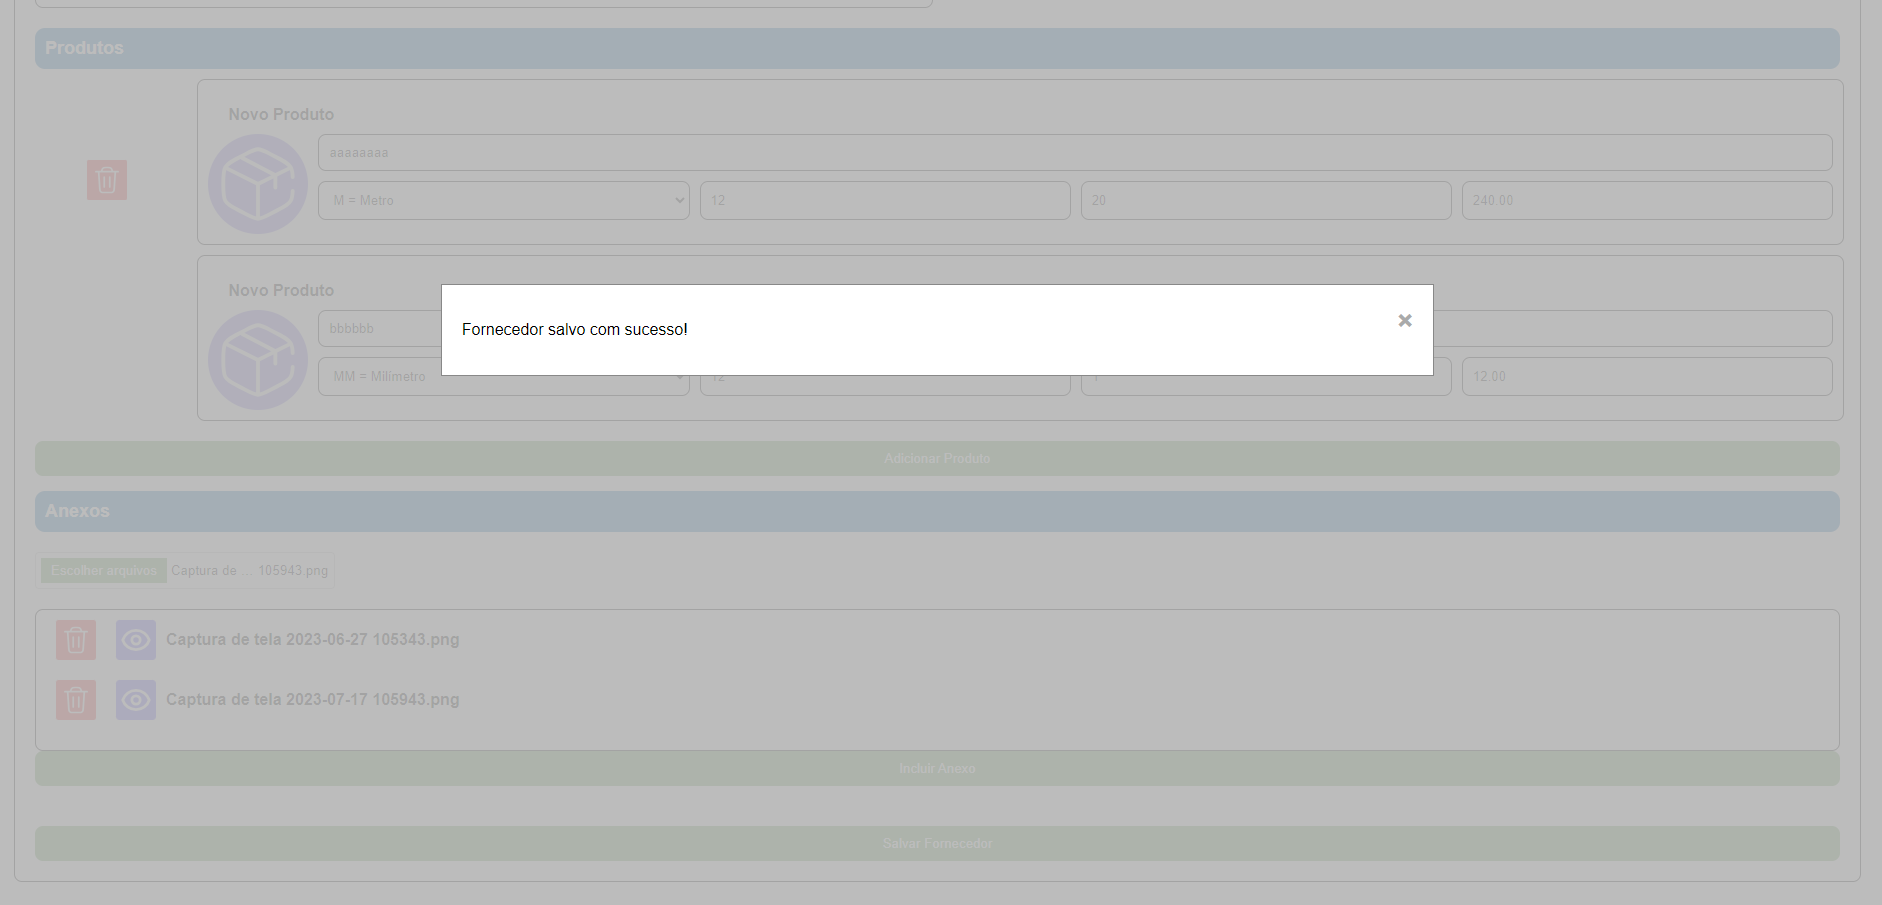 Produtos
Novo Produto
aaaaaaaa
M = Metro 12 20 240.00
Novo Produto
bbbbbb
Fornecedor salvo com sucesso! ×
MM = Milímetro 12 1 12.00
Adicionar Produto
Anexos
Escolher arquivos Captura de ... 105943.png
Captura de tela 2023-06-27 105343.png
Captura de tela 2023-07-17 105943.png
Incluir Anexo
Salvar Fornecedor